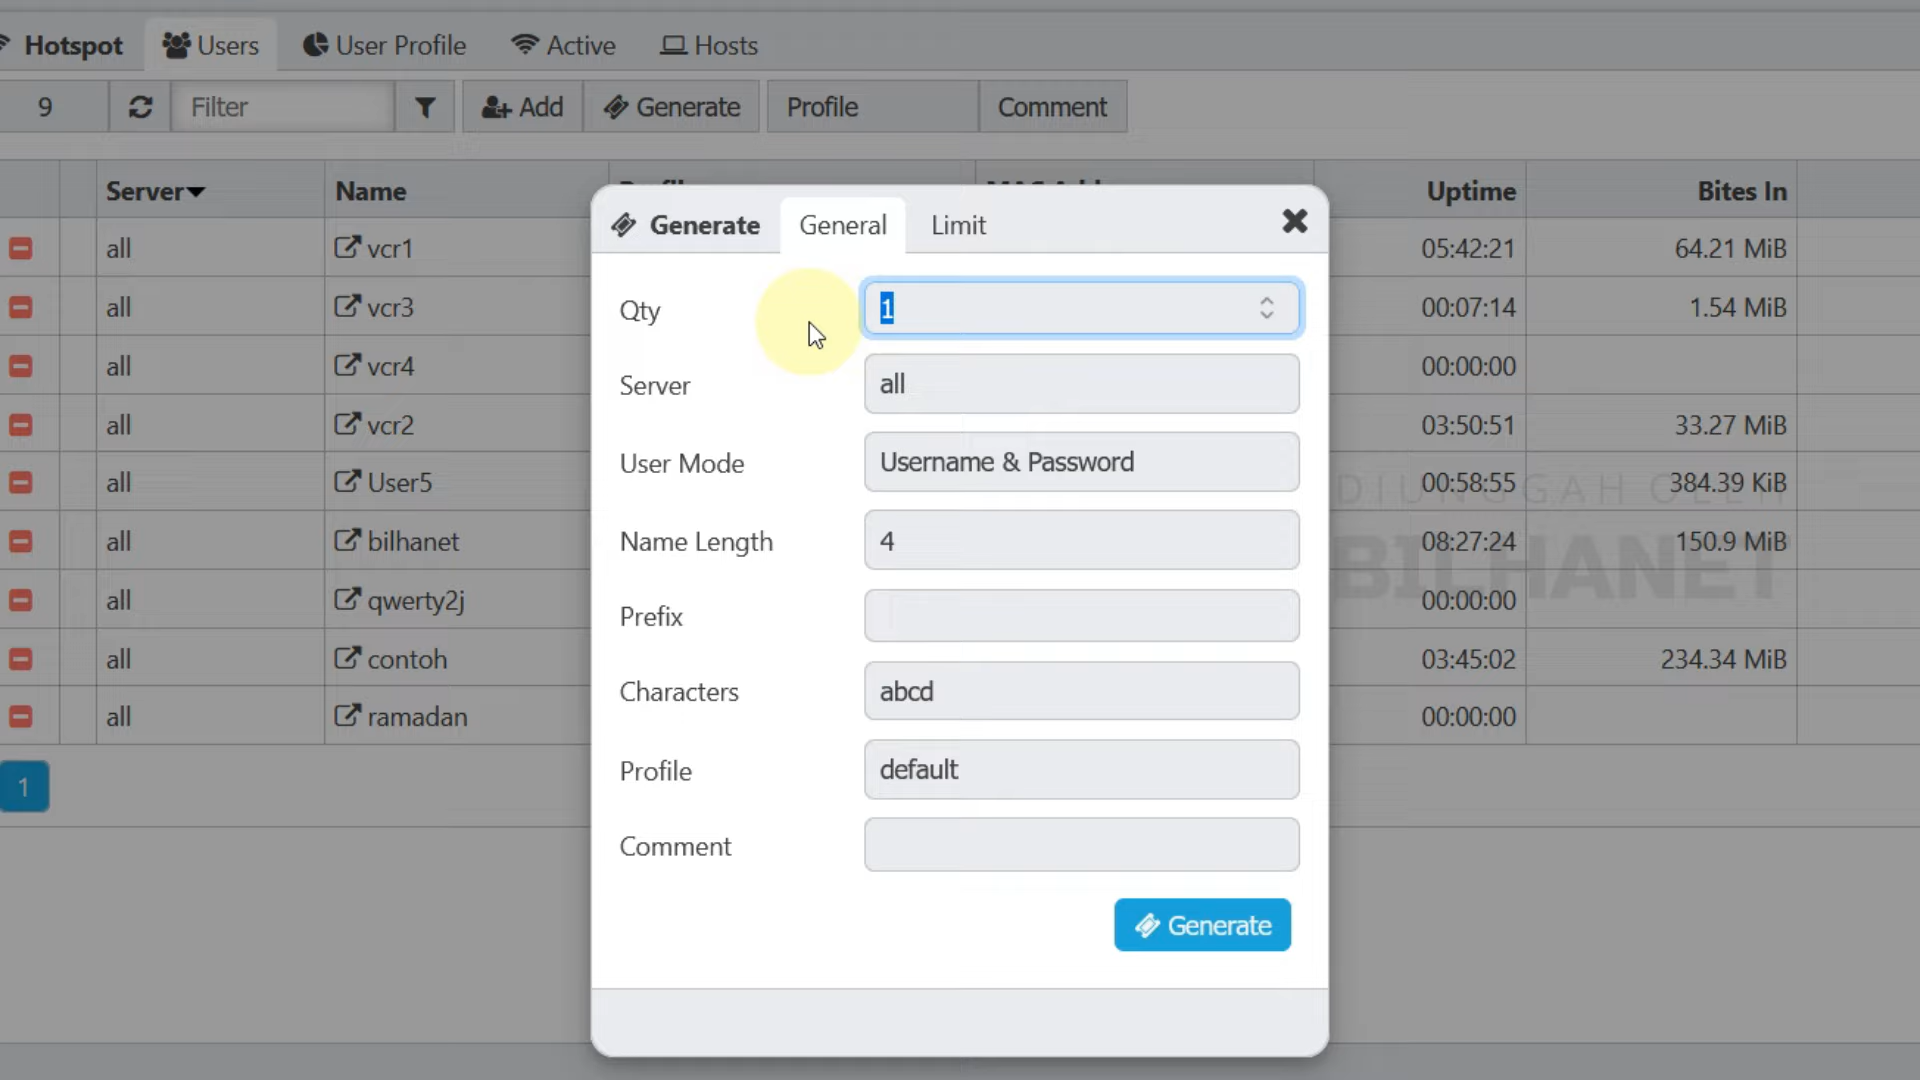 Hotspot Users User Profile Active Hosts
9 Filter Add Generate Profile Comment
Server Name Uptime Bites In
all vcr1 05:42:21 64.21 MiB
all vcr3 00:07:14 1.54 MiB
all vcr4 00:00:00
all vcr2 03:50:51 33.27 MiB
all User5 00:58:55 384.39 KiB
all bilhanet 08:27:24 150.9 MiB
all qwerty2j 00:00:00
all contoh 03:45:02 234.34 MiB
all ramadan 00:00:00
1
Generate General Limit
Qty 1
Server all
User Mode Username & Password
Name Length 4
Prefix
Characters abcd
Profile default
Comment
Generate
DIUNGGAH OLEH
BILHANET